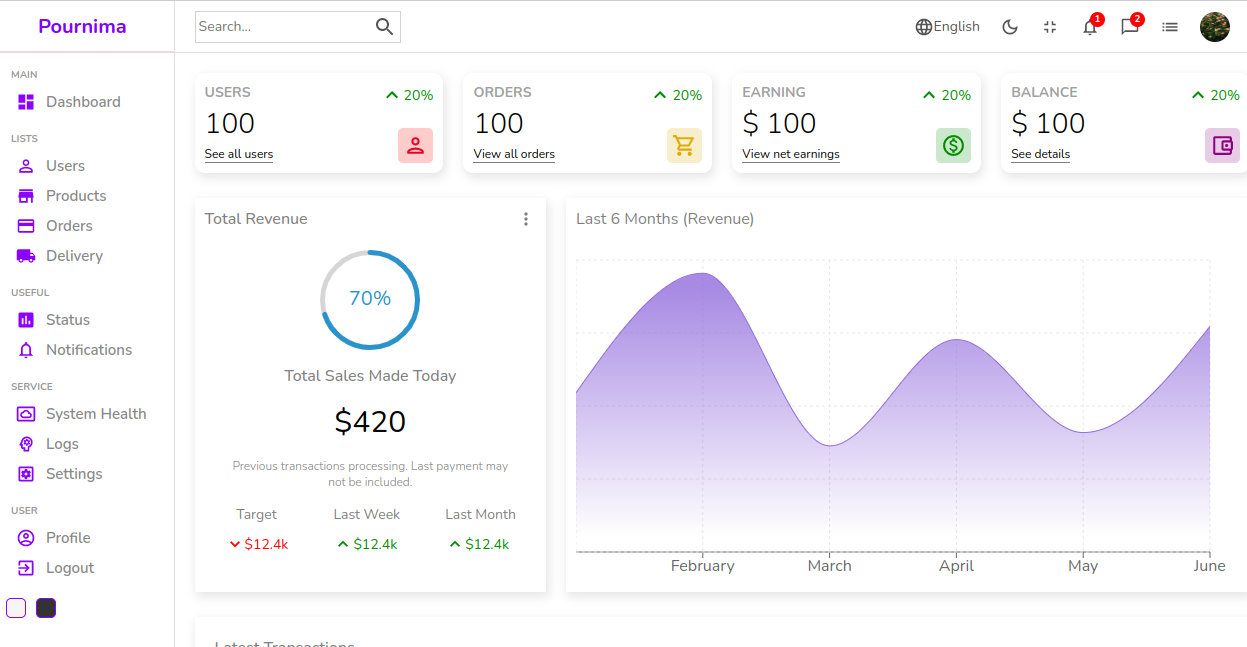 Pournima
Search...
English
1
2
MAIN
Dashboard
LISTS
Users
Products
Orders
Delivery
USEFUL
Status
Notifications
SERVICE
System Health
Logs
Settings
USER
Profile
Logout
USERS
20%
100
See all users
ORDERS
20%
100
View all orders
EARNING
20%
$ 100
View net earnings
BALANCE
20%
$ 100
See details
Total Revenue
70%
Total Sales Made Today
$420
Previous transactions processing. Last payment may
not be included.
Target
Last Week
Last Month
$12.4k
$12.4k
$12.4k
Last 6 Months (Revenue)
February
March
April
May
June
Latest Transactions